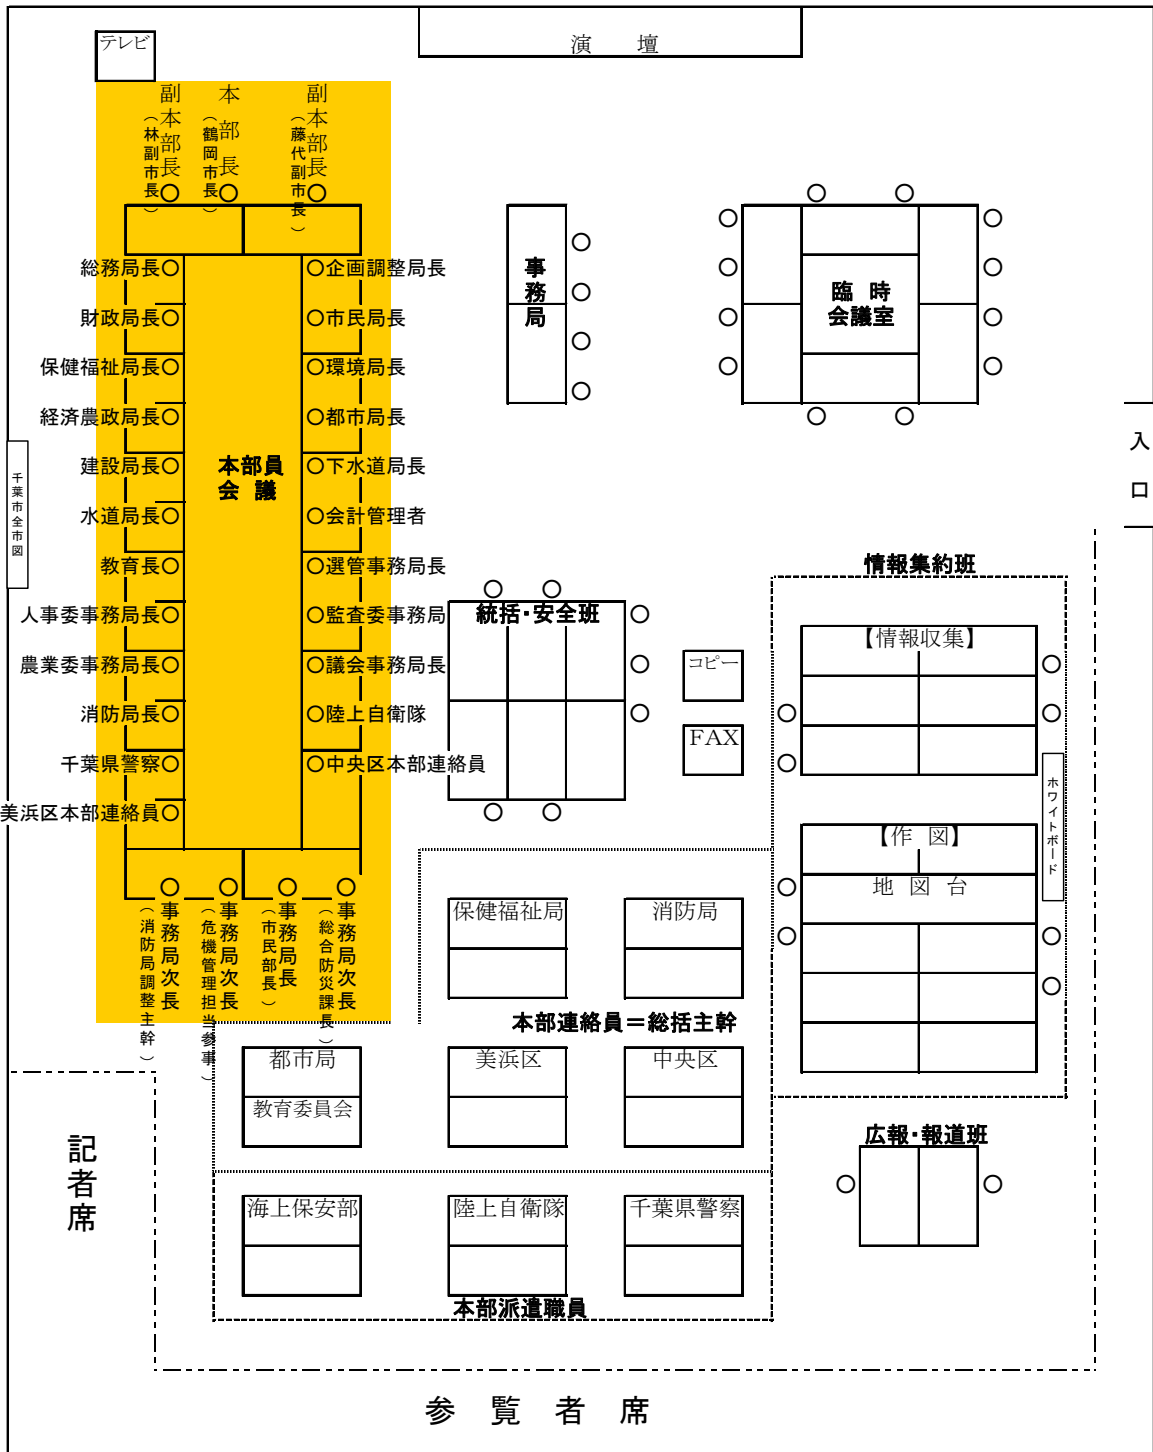 演　壇
テレビ
副本部長
（林副市長）
本部長
（鶴岡市長）
副本部長
（藤代副市長）
総務局長
財政局長
保健福祉局長
経済農政局長
建設局長
水道局長
教育長
人事委事務局長
農業委事務局長
消防局長
千葉県警察
美浜区本部連絡員
企画調整局長
市民局長
環境局長
都市局長
下水道局長
会計管理者
選管事務局長
監査委事務局
議会事務局長
陸上自衛隊
中央区本部連絡員
本部員
会　議
事務局次長
（消防局調整主幹）
事務局次長
（危機管理担当参事）
事務局長
（市民部長）
事務局次長
（総合防災課長）
千葉市全市図
事務局
臨　時
会議室
入　口
統括・安全班
コピー
FAX
情報集約班
【情報収集】
ホワイトボード
【作　図】
地　図　台
保健福祉局
消防局
本部連絡員＝総括主幹
都市局
教育委員会
美浜区
中央区
広報・報道班
海上保安部
陸上自衛隊
千葉県警察
本部派遣職員
記者席
参　覧　者　席